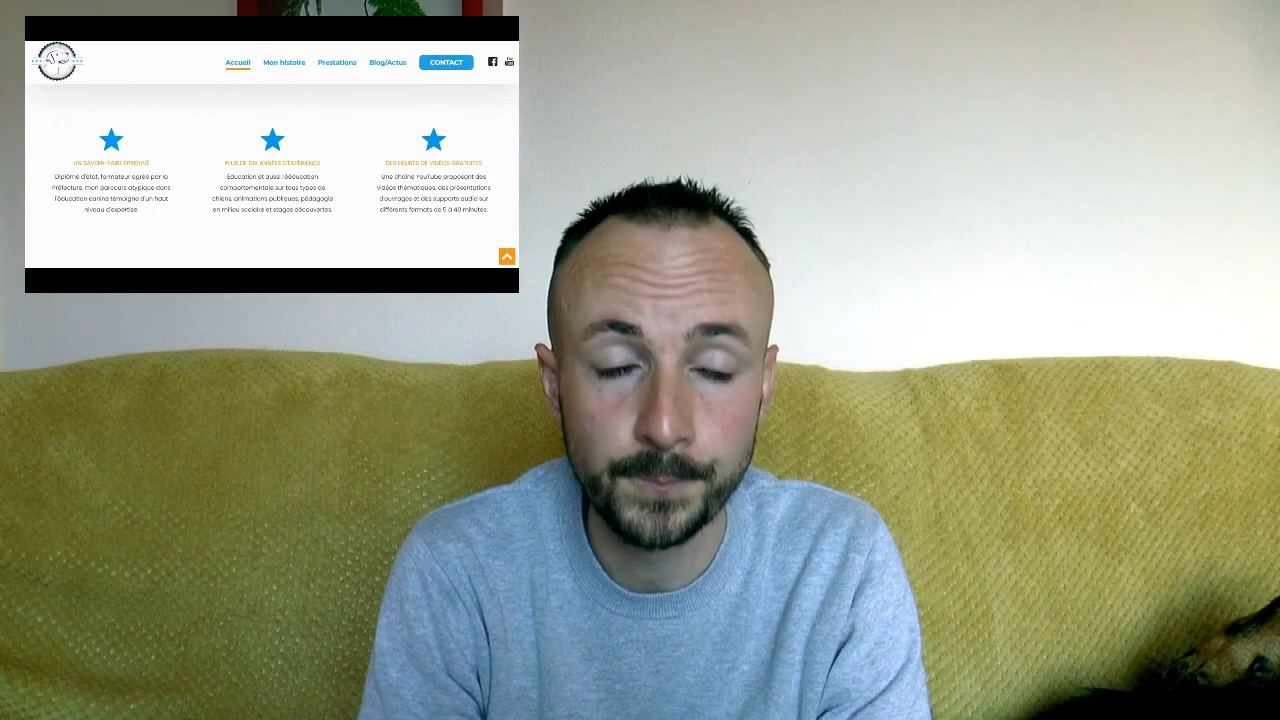 Accueil Mon histoire Prestations Blog/Actus CONTACT
UN SAVOIR-FAIRE ÉPROUVÉ
Diplômé d'état, formateur agréé par la
Préfecture, mon parcours atypique dans
l'éducation canine témoigne d'un haut
niveau d'expertise.
PLUS DE DIX ANNÉES D'EXPÉRIENCE
Education et aussi rééducation
comportementale sur tous types de
chiens, animations publiques, pédagogie
en milieu scolaire et stages découvertes.
DES HEURES DE VIDÉOS GRATUITES
Une chaîne YouTube proposant des
vidéos thématiques, des présentations
d'ouvrages et des supports audio sur
différents formats de 5 à 40 minutes.